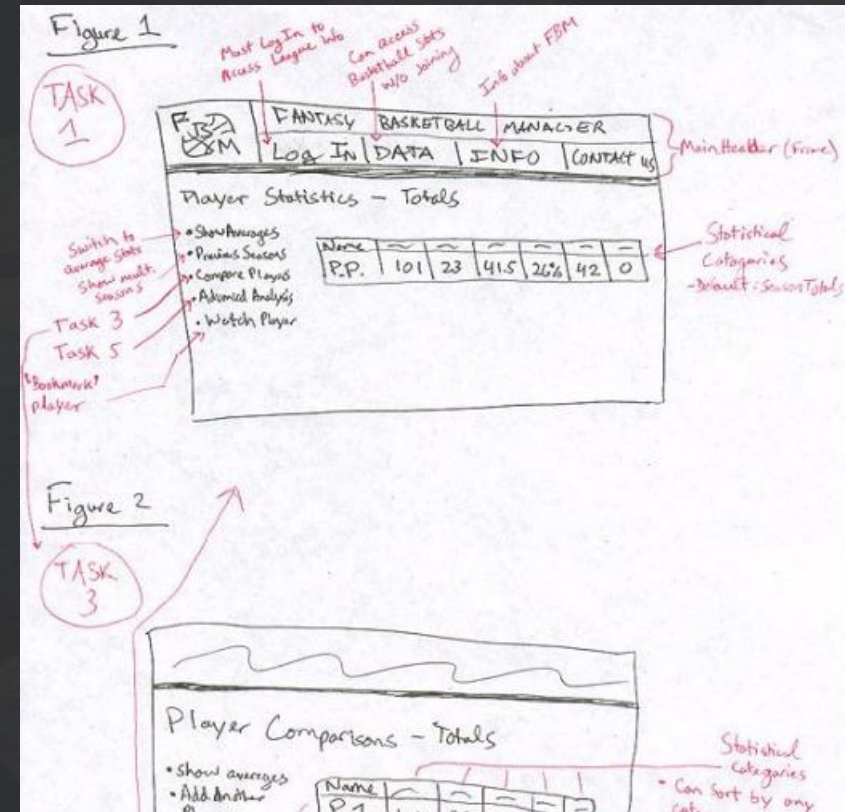 Figure 1
Must Log In to
Access League info
Can access
Basketball Stats
w/o joining
Info about FBM
TASK
1
FBM
FANTASY BASKETBALL MANAGER
Log In | DATA | INFO | CONTACT US
Main Header (Frame)
Player Statistics - Totals
• Show Averages
• Previous Seasons
• Compare Players
• Advanced Analysis
• Watch Player
Switch to
average stats
Show mult.
seasons
Task 3
Task 5
"Bookmark"
player
Name
P.P. 101 23 41.5 26% 42 0
Statistical
Catagories
- Default: Season Totals
Figure 2
TASK
3
Player Comparisons - Totals
• Show averages
• Add Another
Name
P.1
Statistical
categories
• Can sort by any